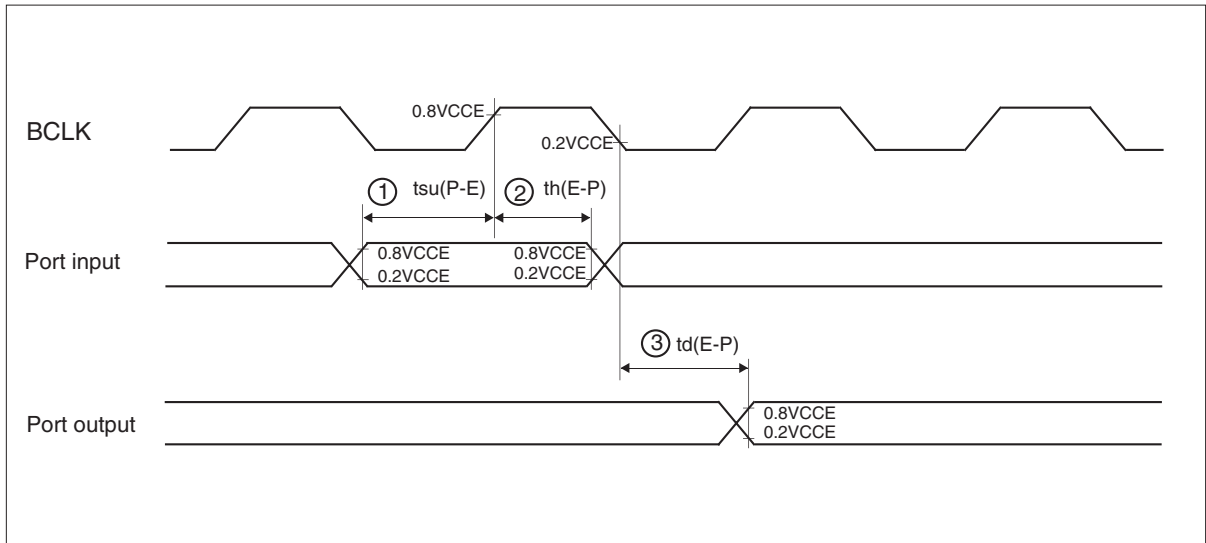 0.8VCCE
BCLK
0.2VCCE
① tsu(P-E)
② th(E-P)
Port input
0.8VCCE
0.2VCCE
0.8VCCE
0.2VCCE
③ td(E-P)
Port output
0.8VCCE
0.2VCCE